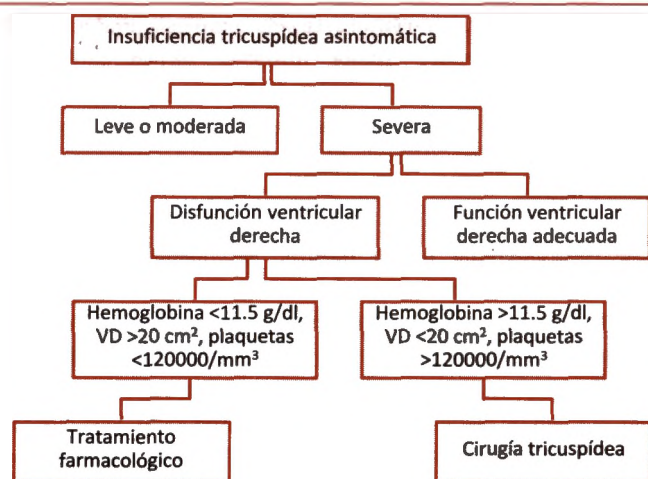 Insuficiencia tricuspídea asintomática
Leve o moderada
Severa
Disfunción ventricular
derecha
Función ventricular
derecha adecuada
Hemoglobina <11.5 g/dl,
VD >20 cm², plaquetas
<120000/mm³
Hemoglobina >11.5 g/dl,
VD <20 cm², plaquetas
>120000/mm³
Tratamiento
farmacológico
Cirugía tricuspídea